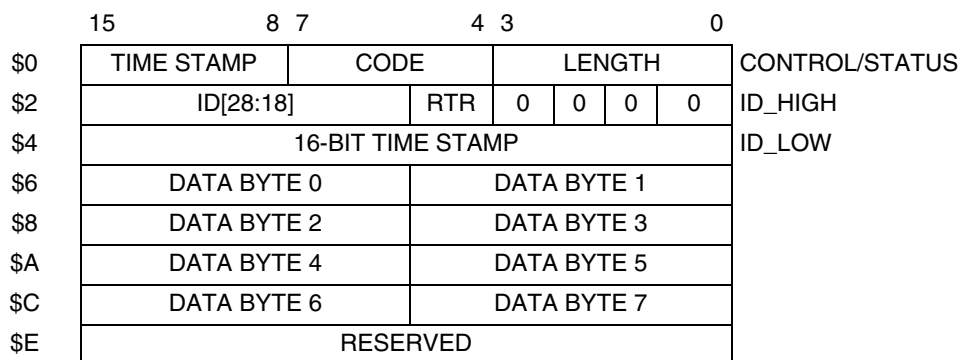 15 8 7 4 3 0
$0 TIME STAMP CODE LENGTH CONTROL/STATUS
$2 ID[28:18] RTR 0 0 0 0 ID_HIGH
$4 16-BIT TIME STAMP ID_LOW
$6 DATA BYTE 0 DATA BYTE 1
$8 DATA BYTE 2 DATA BYTE 3
$A DATA BYTE 4 DATA BYTE 5
$C DATA BYTE 6 DATA BYTE 7
$E RESERVED